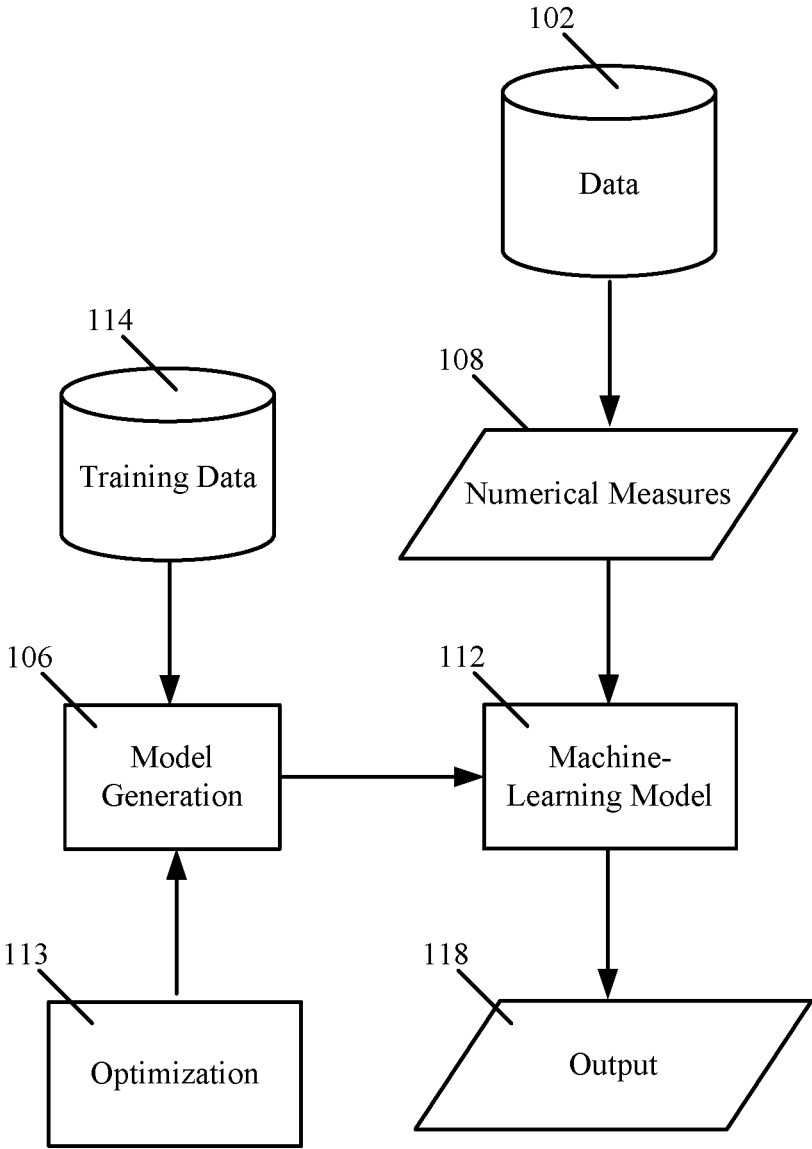 102
Data
114
Training Data
108
Numerical Measures
106
Model
Generation
112
Machine-
Learning Model
113
Optimization
118
Output